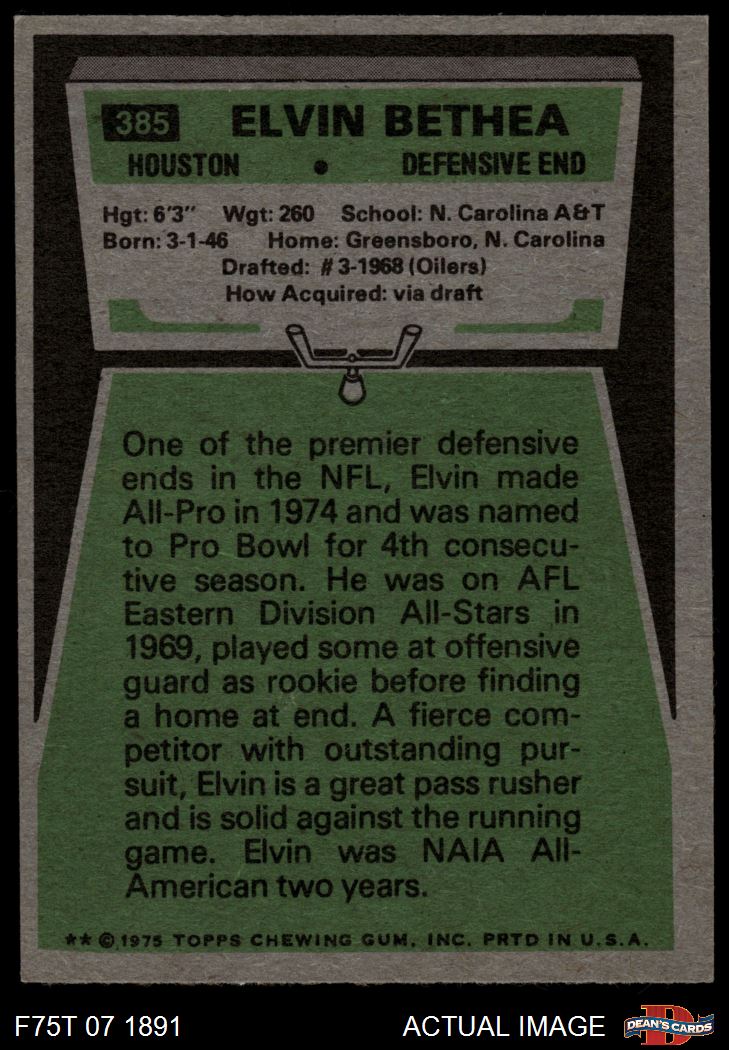 385 ELVIN BETHEA
HOUSTON • DEFENSIVE END
Hgt: 6'3" Wgt: 260 School: N. Carolina A&T
Born: 3-1-46 Home: Greensboro, N. Carolina
Drafted: #3-1968 (Oilers)
How Acquired: via draft
One of the premier defensive
ends in the NFL, Elvin made
All-Pro in 1974 and was named
to Pro Bowl for 4th consecu-
tive season. He was on AFL
Eastern Division All-Stars in
1969, played some at offensive
guard as rookie before finding
a home at end. A fierce com-
petitor with outstanding pur-
suit, Elvin is a great pass rusher
and is solid against the running
game. Elvin was NAIA All-
American two years.
** © 1975 TOPPS CHEWING GUM, INC. PRTD IN U.S.A.
F75T 07 1891 ACTUAL IMAGE D DEAN'S CARDS